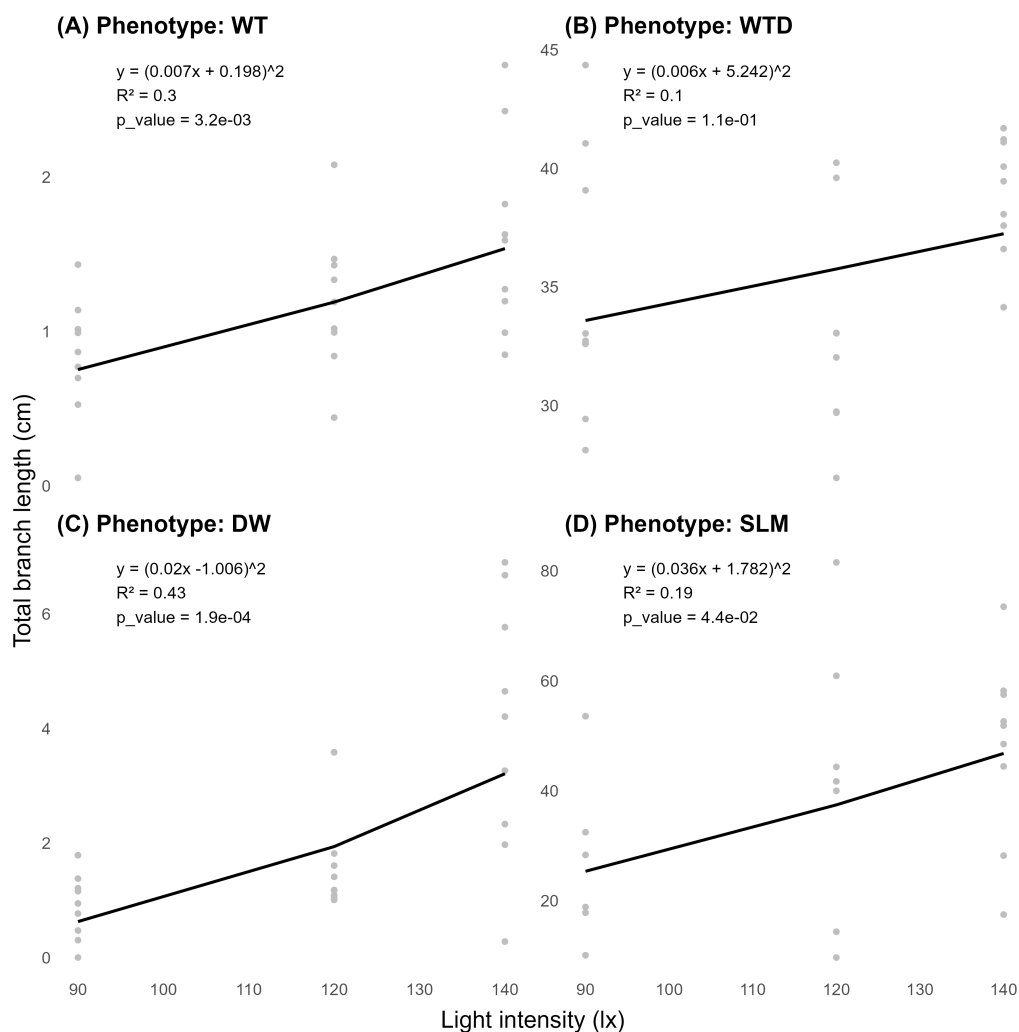 (A) Phenotype: WT
y = (0.007x + 0.198)^2
R² = 0.3
p_value = 3.2e-03
2
1
0
(B) Phenotype: WTD
y = (0.006x + 5.242)^2
R² = 0.1
p_value = 1.1e-01
45
40
35
30
Total branch length (cm)
(C) Phenotype: DW
y = (0.02x -1.006)^2
R² = 0.43
p_value = 1.9e-04
6
4
2
0
90 100 110 120 130 140
(D) Phenotype: SLM
y = (0.036x + 1.782)^2
R² = 0.19
p_value = 4.4e-02
80
60
40
20
90 100 110 120 130 140
Light intensity (lx)